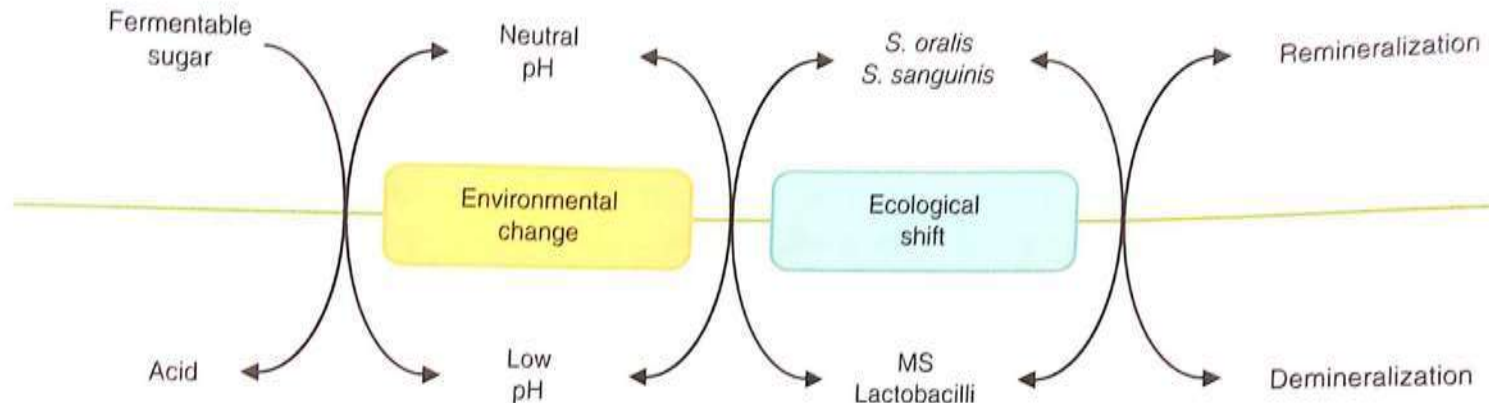 Fermentable
sugar
Neutral
pH
S. oralis
S. sanguinis
Remineralization
Environmental
change
Ecological
shift
Acid
Low
pH
MS
Lactobacilli
Demineralization